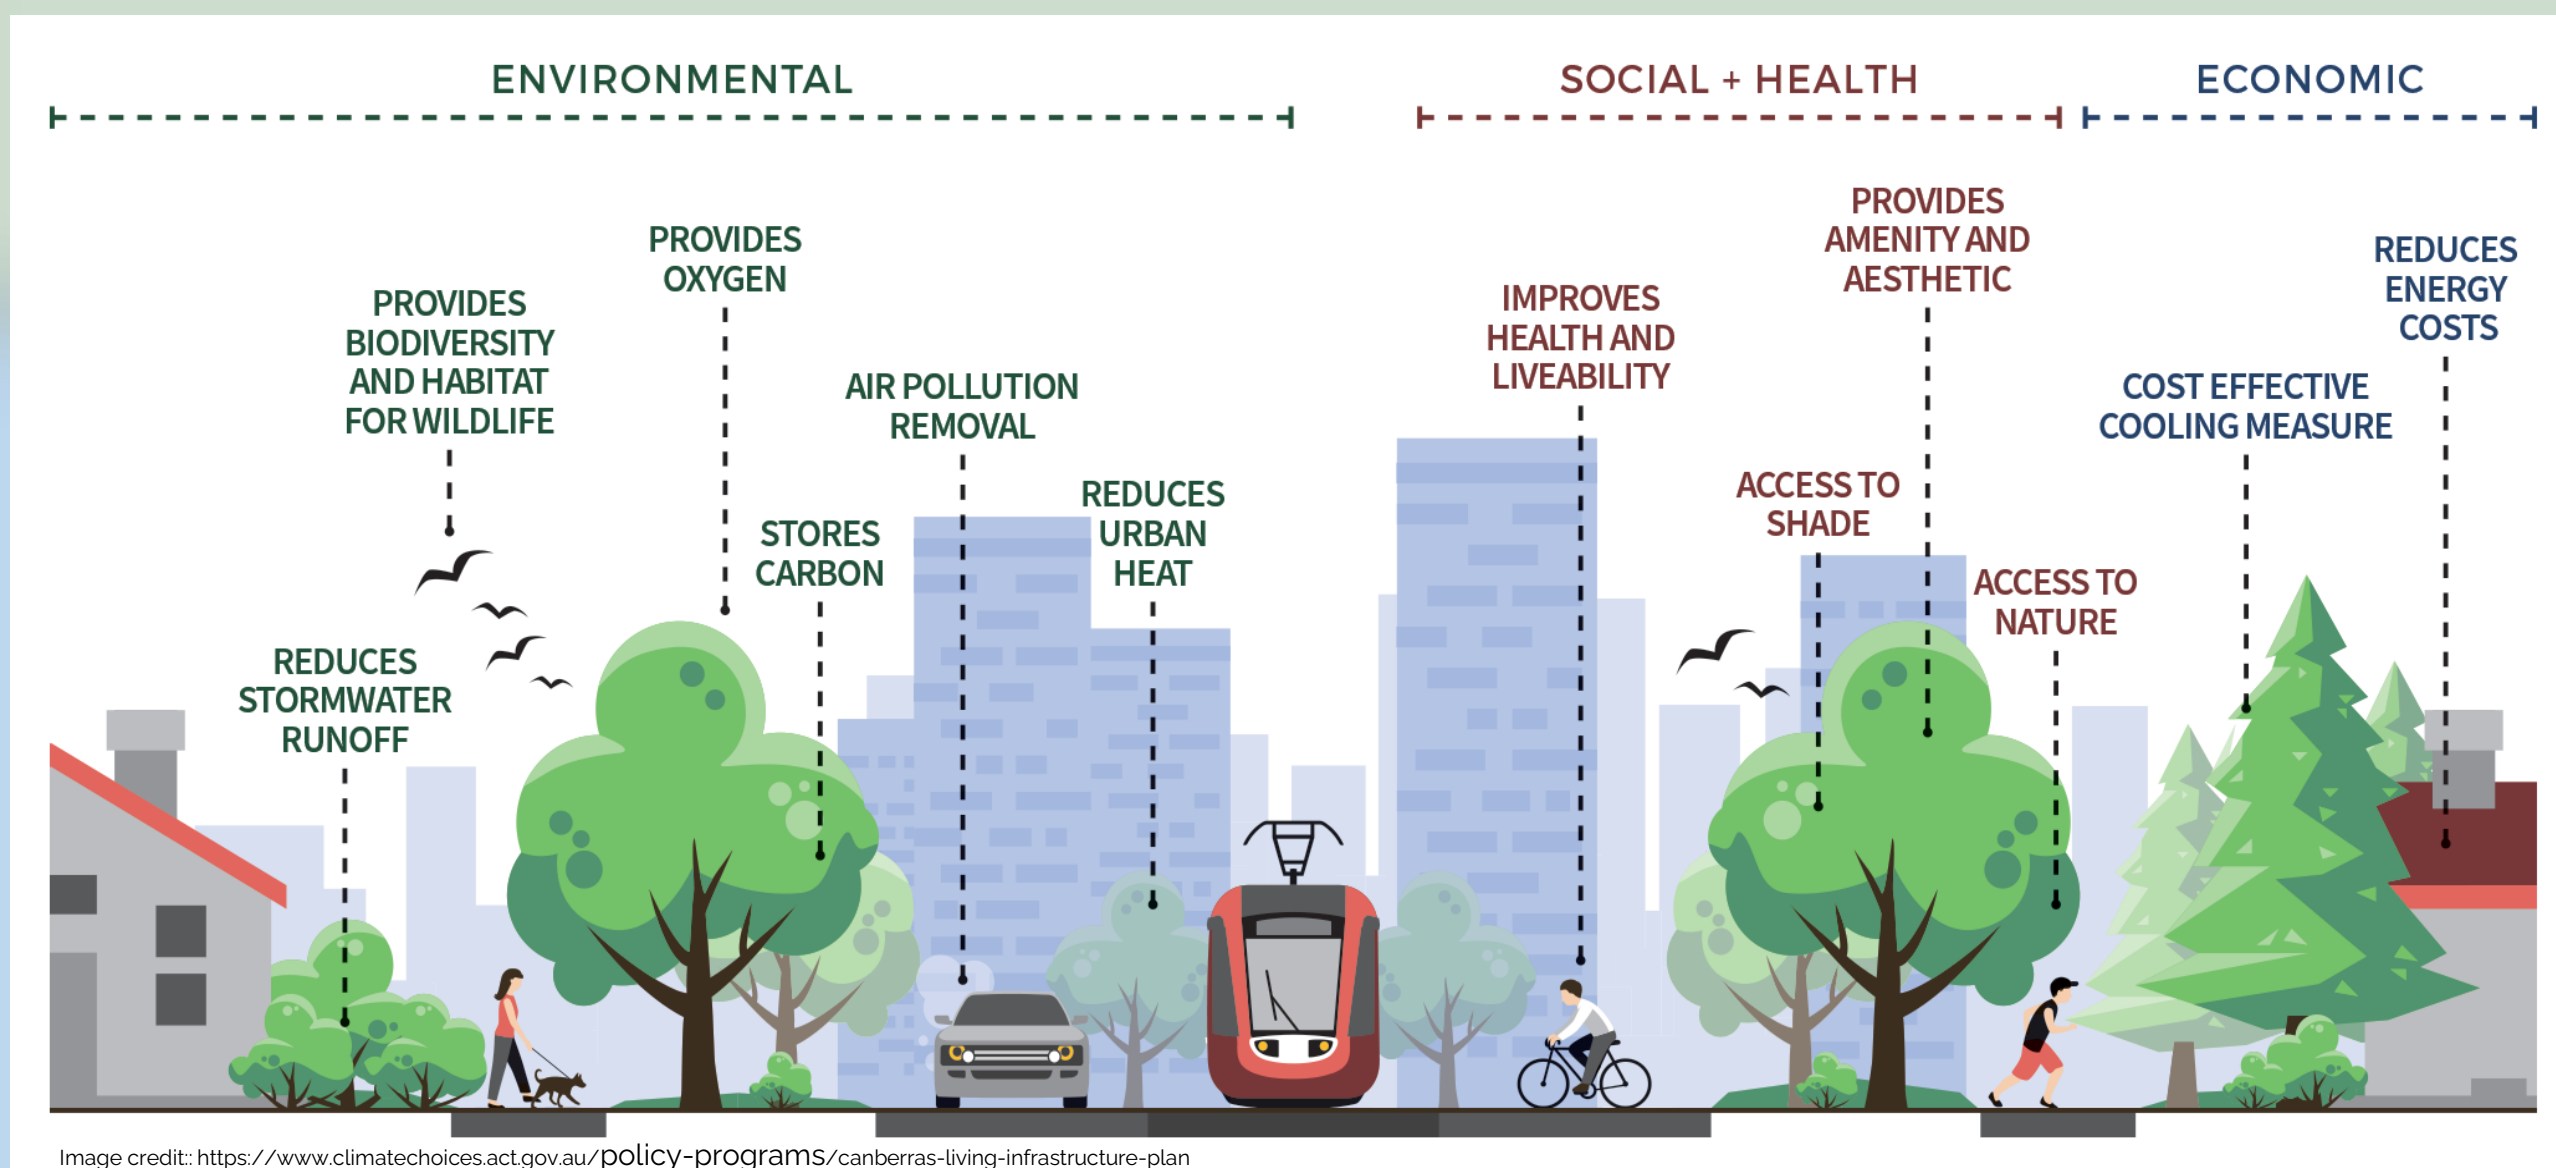 ENVIRONMENTAL
SOCIAL + HEALTH
ECONOMIC
PROVIDES
BIODIVERSITY
AND HABITAT
FOR WILDLIFE
REDUCES
STORMWATER
RUNOFF
PROVIDES
OXYGEN
STORES
CARBON
AIR POLLUTION
REMOVAL
REDUCES
URBAN
HEAT
IMPROVES
HEALTH AND
LIVEABILITY
PROVIDES
AMENITY AND
AESTHETIC
ACCESS TO
SHADE
ACCESS TO
NATURE
COST EFFECTIVE
COOLING MEASURE
REDUCES
ENERGY
COSTS
Image credit:: https://www.climatechoices.act.gov.au/policy-programs/canberras-living-infrastructure-plan